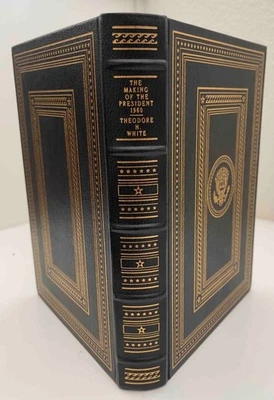 THE
MAKING
OF THE
PRESIDENT
1960
THEODORE
H.
WHITE